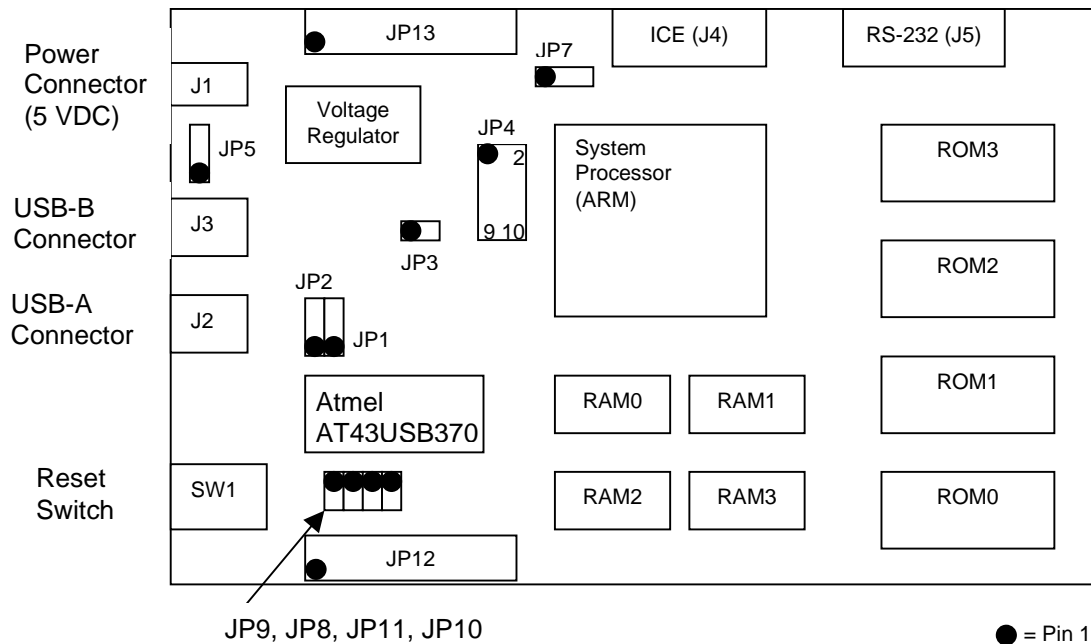 JP13
ICE (J4)
RS-232 (J5)
Power
Connector
(5 VDC)
J1
JP7
Voltage
Regulator
JP5
JP4
2
9 10
System
Processor
(ARM)
ROM3
USB-B
Connector
J3
JP3
ROM2
USB-A
Connector
J2
JP2
JP1
Atmel
AT43USB370
RAM0
RAM1
ROM1
Reset
Switch
SW1
RAM2
RAM3
ROM0
JP12
JP9, JP8, JP11, JP10
= Pin 1